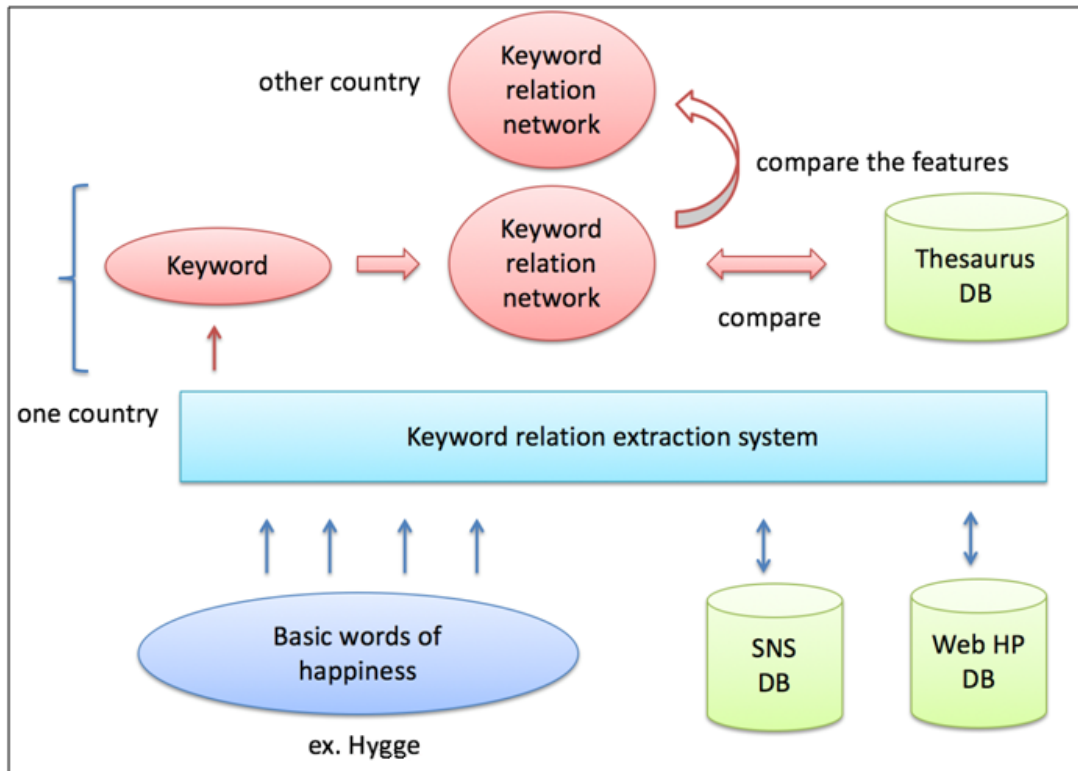 other country
Keyword
relation
network
compare the features
Keyword
Keyword
relation
network
compare
Thesaurus
DB
one country
Keyword relation extraction system
Basic words of
happiness
ex. Hygge
SNS
DB
Web HP
DB